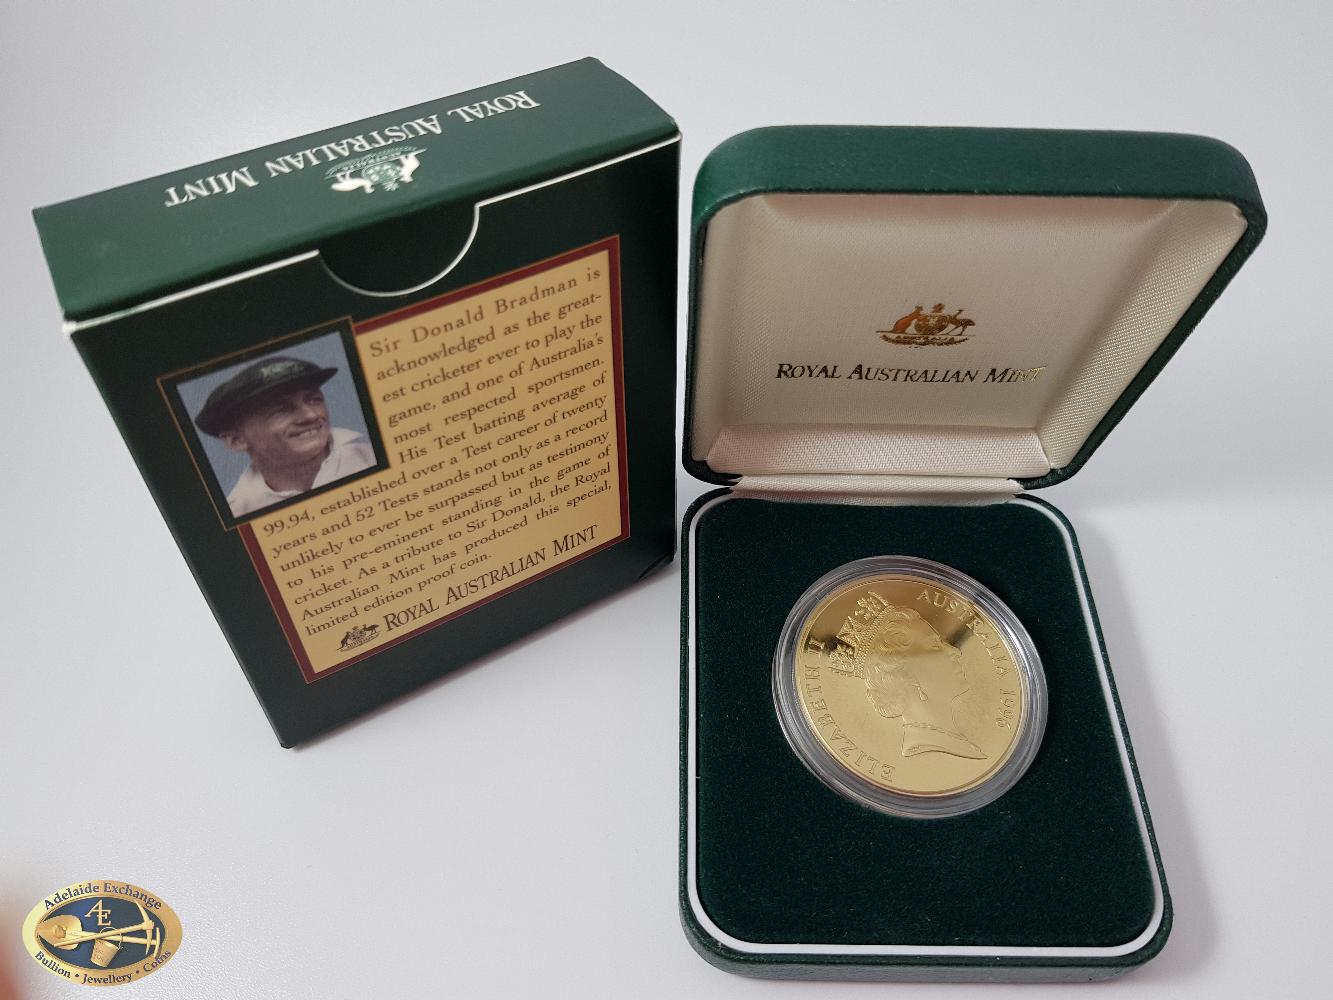 ROYAL AUSTRALIAN MINT
AUSTRALIA
Sir Donald Bradman is
acknowledged as the great-
est cricketer ever to play the
game, and one of Australia's
most respected sportsmen.
His Test batting average of
99.94, established over a Test career of twenty
years and 52 Tests stands not only as a record
unlikely to ever be surpassed but as testimony
to his pre-eminent standing in the game of
cricket. As a tribute to Sir Donald, the Royal
Australian Mint has produced this special,
limited edition proof coin.
ROYAL AUSTRALIAN MINT
AUSTRALIA
ROYAL AUSTRALIAN MINT
ELIZABETH II AUSTRALIA 1996
Adelaide Exchange
AE
Bullion • Jewellery • Coins